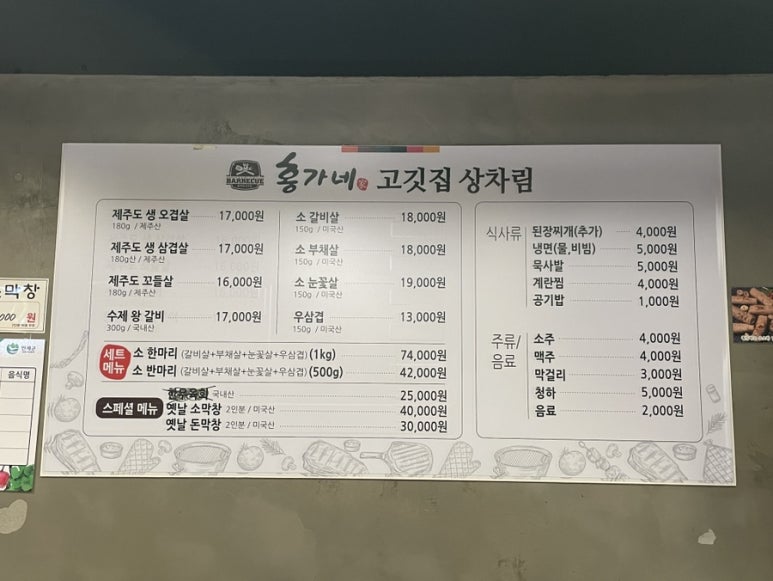 BARBECUE
홍가네 고깃집 상차림
제주도 생 오겹살 17,000원
180g / 제주산
제주도 생 삼겹살 17,000원
180g산 / 제주산
제주도 꼬들살 16,000원
180g / 제주산
수제 왕 갈비 17,000원
300g / 국내산
소 갈비살 18,000원
150g / 미국산
소 부채살 18,000원
150g / 미국산
소 눈꽃살 19,000원
150g / 미국산
우삼겹 13,000원
150g / 미국산
세트 메뉴
소 한마리 (갈비살+부채살+눈꽃살+우삼겹) (1kg) 74,000원
소 반마리 (갈비살+부채살+눈꽃살+우삼겹) (500g) 42,000원
스페셜 메뉴
국내산 25,000원
옛날 소막창 2인분 / 미국산 40,000원
옛날 돈막창 2인분 / 미국산 30,000원
식사류
된장찌개(추가) 4,000원
냉면(물,비빔) 5,000원
묵사발 5,000원
계란찜 4,000원
공기밥 1,000원
주류/
음료
소주 4,000원
맥주 4,000원
막걸리 3,000원
청하 5,000원
음료 2,000원
막창
000 원
음식명